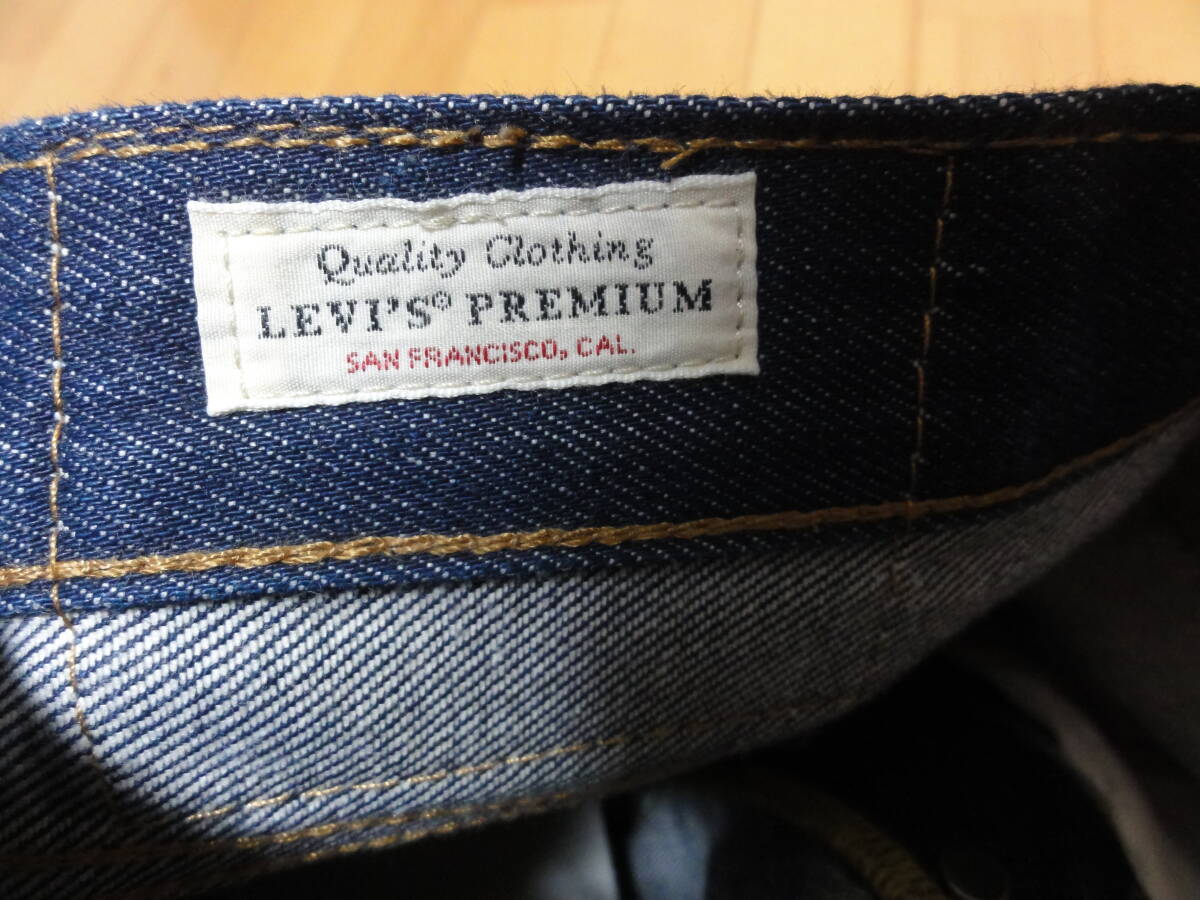 Quality Clothing
LEVI'S® PREMIUM
SAN FRANCISCO, CAL.